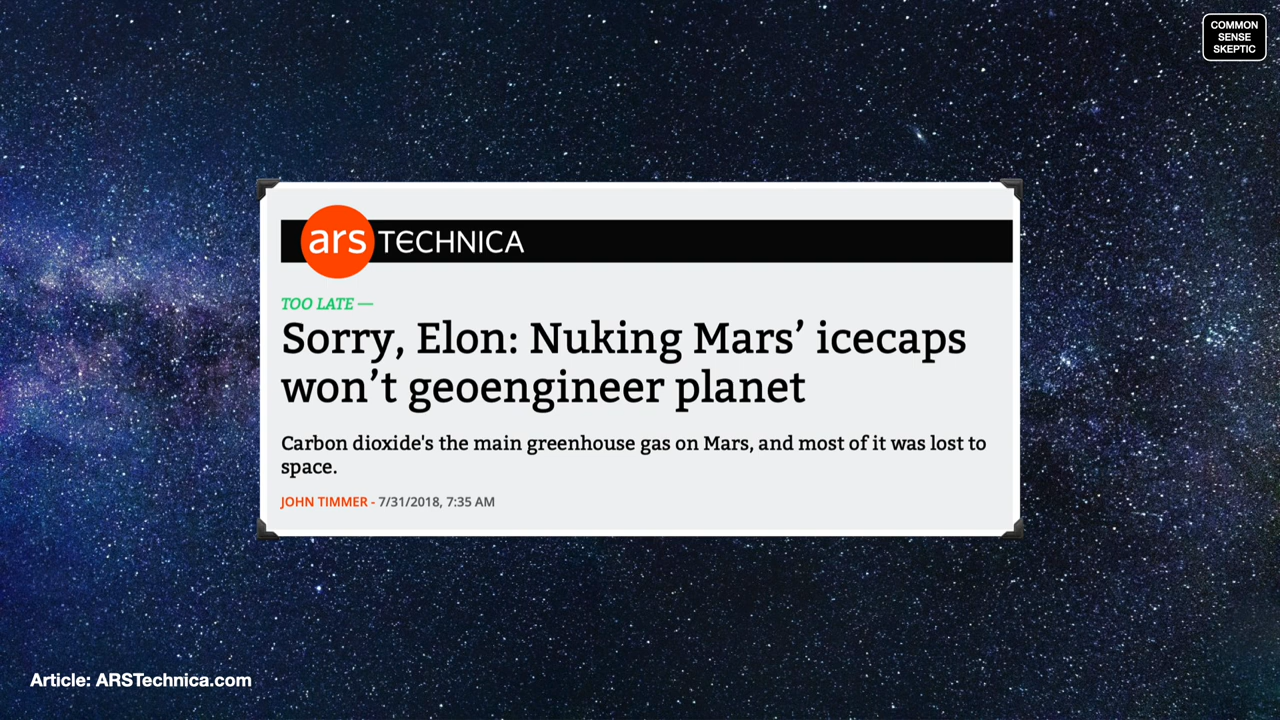 COMMON
SENSE
SKEPTIC
ars TECHNICA
TOO LATE —
Sorry, Elon: Nuking Mars’ icecaps
won’t geoengineer planet
Carbon dioxide's the main greenhouse gas on Mars, and most of it was lost to
space.
JOHN TIMMER - 7/31/2018, 7:35 AM
Article: ARSTechnica.com